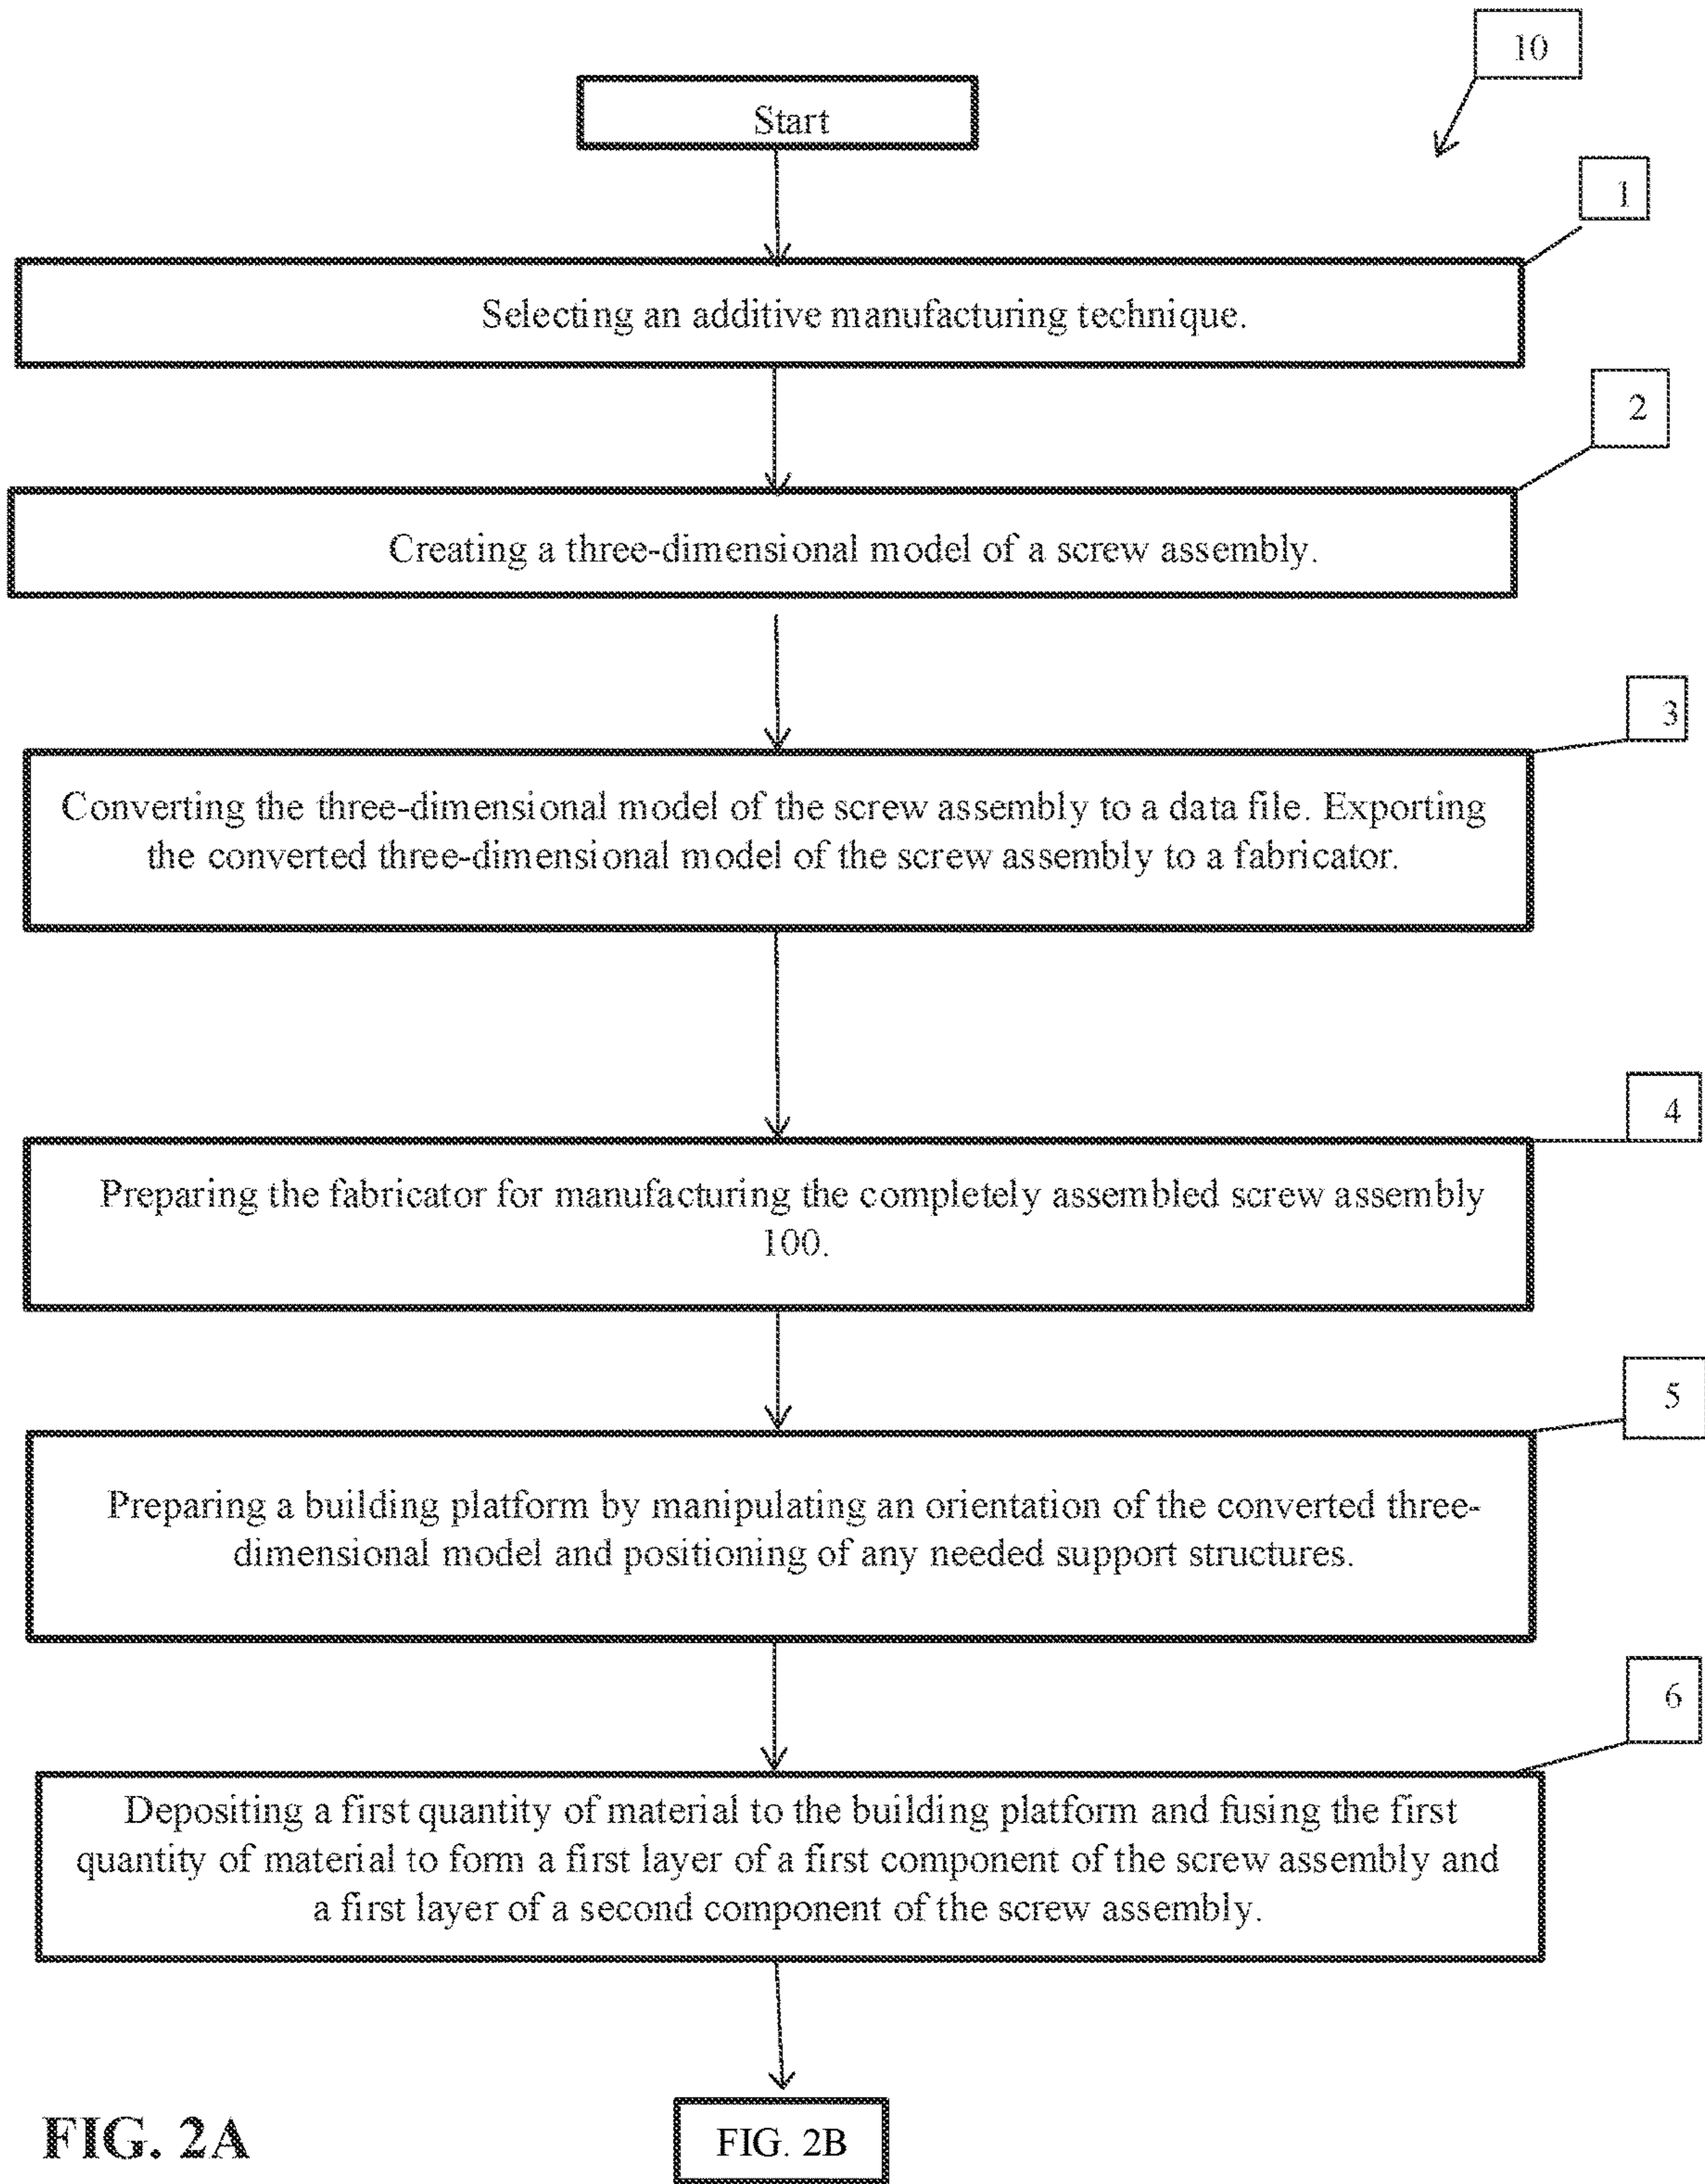 10
Start
1
Selecting an additive manufacturing technique.
2
Creating a three-dimensional model of a screw assembly.
3
Converting the three-dimensional model of the screw assembly to a data file. Exporting
the converted three-dimensional model of the screw assembly to a fabricator.
4
Preparing the fabricator for manufacturing the completely assembled screw assembly
100.
5
Preparing a building platform by manipulating an orientation of the converted three-
dimensional model and positioning of any needed support structures.
6
Depositing a first quantity of material to the building platform and fusing the first
quantity of material to form a first layer of a first component of the screw assembly and
a first layer of a second component of the screw assembly.
FIG. 2A
FIG. 2B